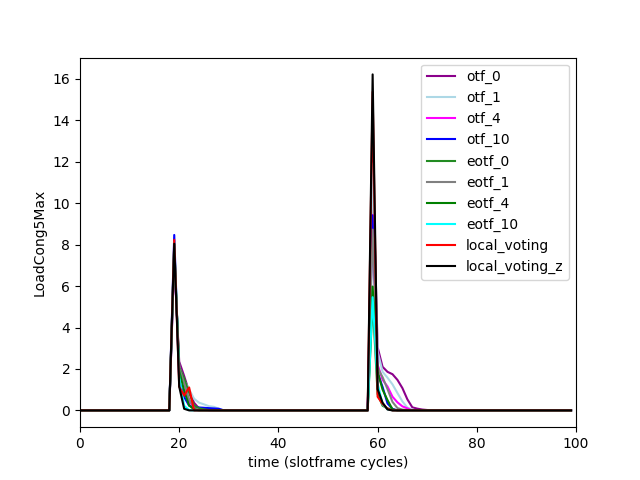 LoadCong5Max
16
14
12
10
8
6
4
2
0
otf_0
otf_1
otf_4
otf_10
eotf_0
eotf_1
eotf_4
eotf_10
local_voting
local_voting_z
0 20 40 60 80 100
time (slotframe cycles)